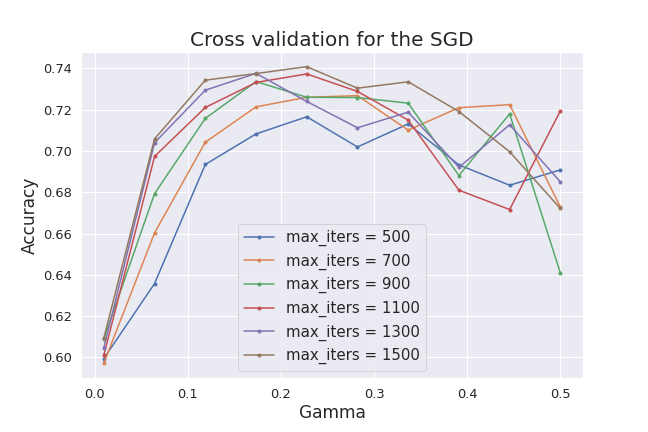 Cross validation for the SGD
0.74
0.72
0.70
0.68
0.66
0.64
0.62
0.60
Accuracy
max_iters = 500
max_iters = 700
max_iters = 900
max_iters = 1100
max_iters = 1300
max_iters = 1500
0.0 0.1 0.2 0.3 0.4 0.5
Gamma